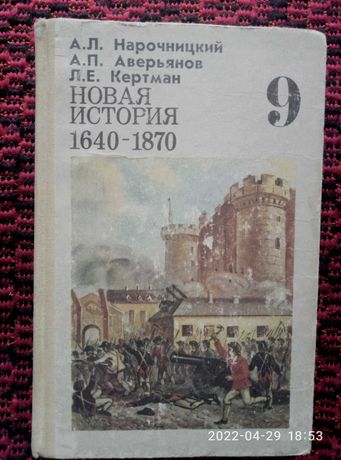 А.Л. Нарочницкий
А.П. Аверьянов
Л.Е. Кертман
НОВАЯ
ИСТОРИЯ
1640-1870
9
2022-04-29 18:53